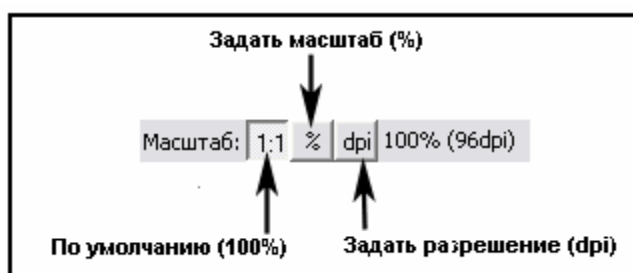 Задать масштаб (%)
Масштаб: 1:1 % dpi 100% (96dpi)
По умолчанию (100%) Задать разрешение (dpi)